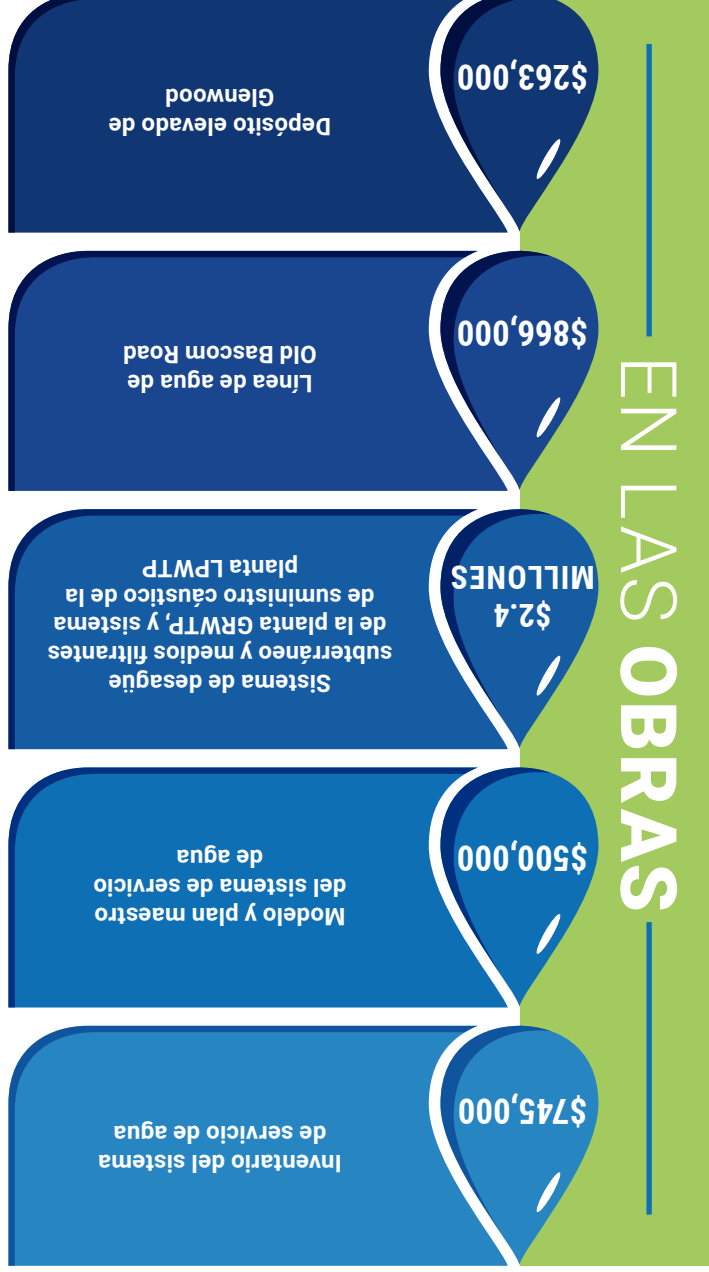 EN LAS OBRAS
$745,000
Inventario del sistema
de servicio de agua
$500,000
Modelo y plan maestro
del sistema de servicio
de agua
$2.4
MILLONES
Sistema de desagüe
subterráneo y medios filtrantes
de la planta GRWTP, y sistema
de suministro cáustico de la
planta LPWTP
$866,000
Línea de agua de
Old Bascom Road
$263,000
Depósito elevado de
Glenwood